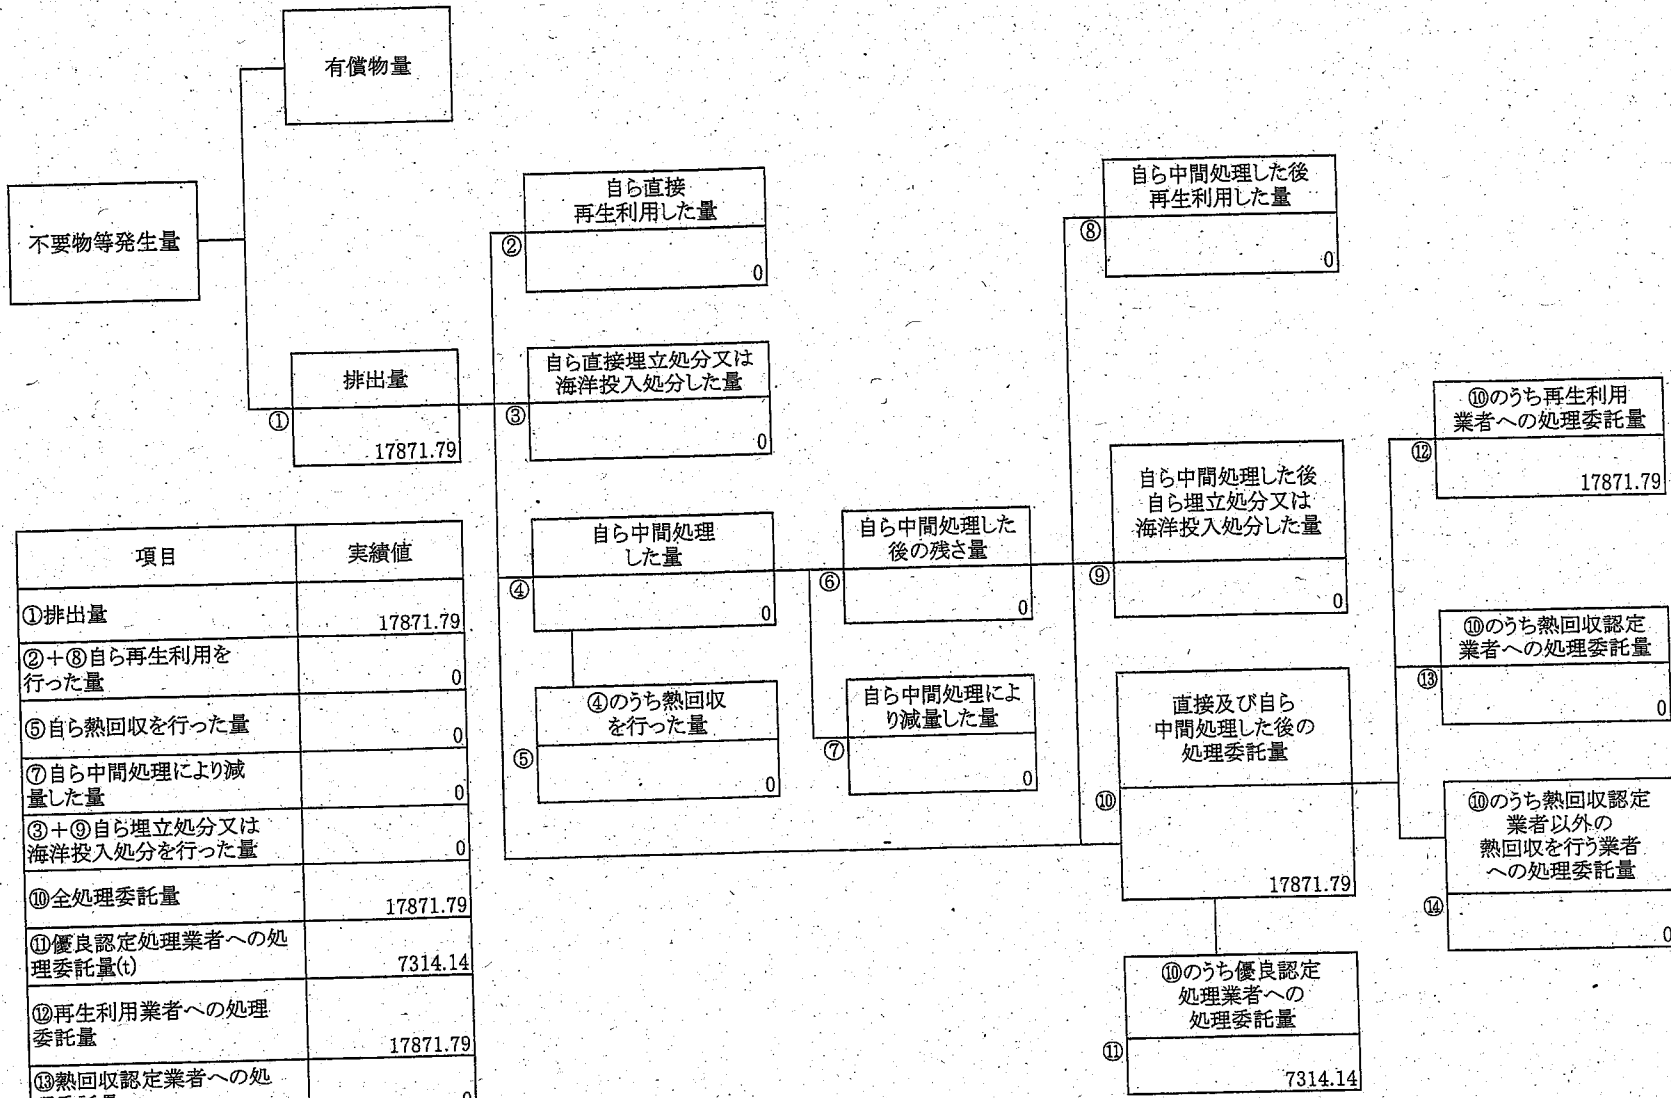 有償物量
不要物等発生量
自ら直接
再生利用した量
②
0
自ら中間処理した後
再生利用した量
⑧
0
排出量
①
17871.79
自ら直接埋立処分又は
海洋投入処分した量
③
0
⑩のうち再生利用
業者への処理委託量
⑫
17871.79
自ら中間処理
した量
④
0
自ら中間処理した
後の残さ量
⑥
0
自ら中間処理した後
自ら埋立処分又は
海洋投入処分した量
⑨
0
⑩のうち熱回収認定
業者への処理委託量
⑬
0
④のうち熱回収
を行った量
⑤
0
自ら中間処理によ
り減量した量
⑦
0
直接及び自ら
中間処理した後の
処理委託量
⑩
17871.79
⑩のうち熱回収認定
業者以外の
熱回収を行う業者
への処理委託量
⑭
0
⑩のうち優良認定
処理業者への
処理委託量
⑪
7314.14
項目 実績値
①排出量 17871.79
②+⑧自ら再生利用を
行った量 0
⑤自ら熱回収を行った量 0
⑦自ら中間処理により減
量した量 0
③+⑨自ら埋立処分又は
海洋投入処分を行った量 0
⑩全処理委託量 17871.79
⑪優良認定処理業者への処
理委託量(t) 7314.14
⑫再生利用業者への処理
委託量 17871.79
⑬熱回収認定業者への処
0